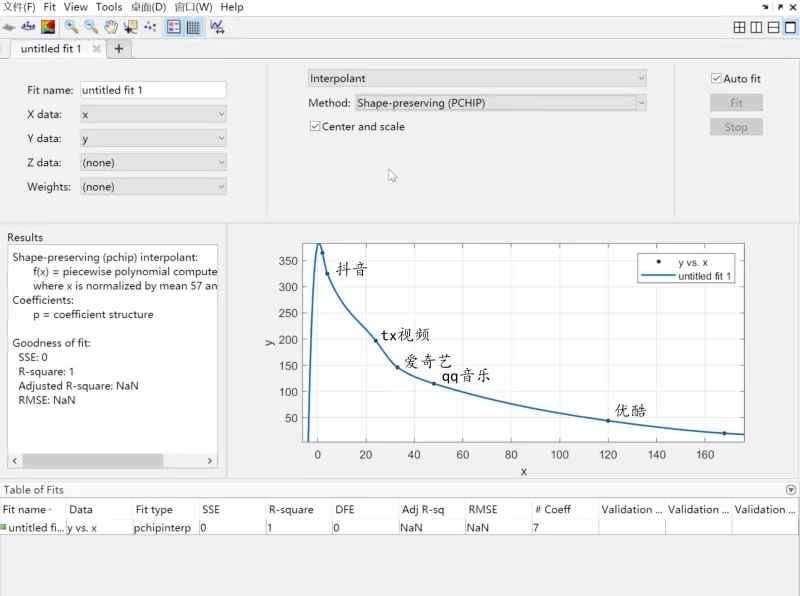 文件(F) Fit View Tools 桌面(D) 窗口(W) Help
untitled fit 1
Fit name: untitled fit 1
X data: x
Y data: y
Z data: (none)
Weights: (none)
Interpolant
Method: Shape-preserving (PCHIP)
Center and scale
Auto fit
Fit
Stop
Results
Shape-preserving (pchip) interpolant:
f(x) = piecewise polynomial compute
where x is normalized by mean 57 an
Coefficients:
p = coefficient structure
Goodness of fit:
SSE: 0
R-square: 1
Adjusted R-square: NaN
RMSE: NaN
y vs. x
untitled fit 1
350
300
250
200
150
100
50
y
抖音
tx视频
爱奇艺
qq音乐
优酷
0 20 40 60 80 100 120 140 160
x
Table of Fits
Fit name Data Fit type SSE R-square DFE Adj R-sq RMSE # Coeff Validation ... Validation ... Validation ...
untitled fi... y vs. x pchipinterp 0 1 0 NaN NaN 7